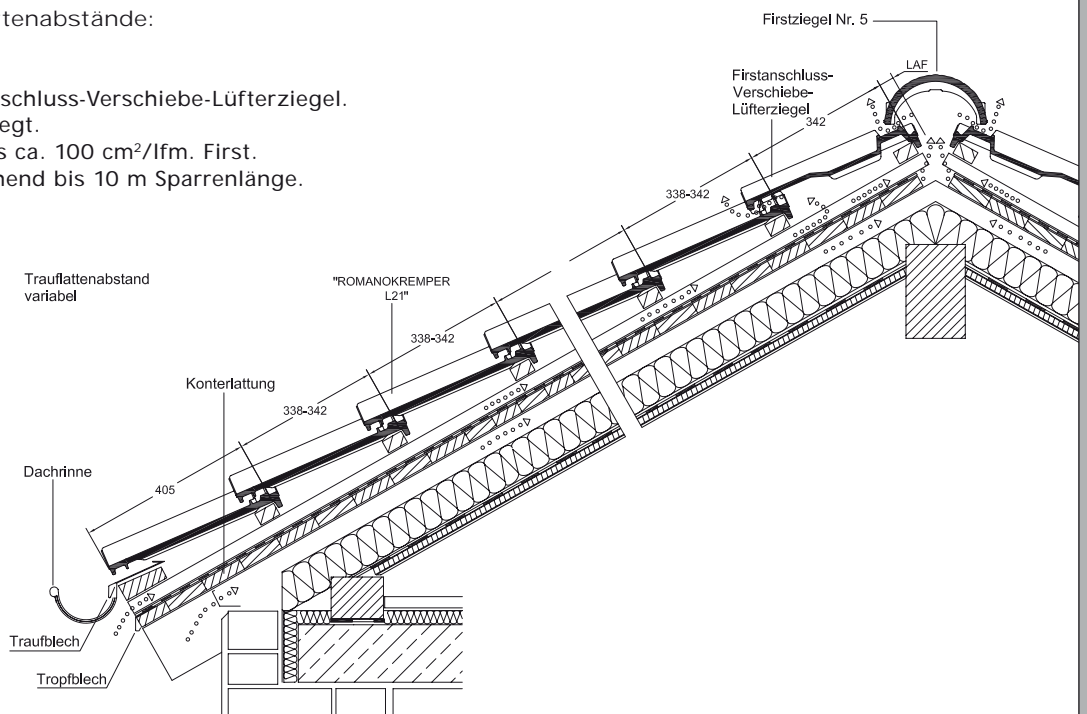 tenabstände:
schluss-Verschiebe-Lüfterziegel.
egt.
s ca. 100 cm²/lfm. First.
nend bis 10 m Sparrenlänge.
Firstziegel Nr. 5
LAF
Firstanschluss-
Verschiebe-
Lüfterziegel
342
338-342
Trauflattenabstand
variabel
"ROMANOKREMPER
L21"
338-342
Konterlattung
338-342
Dachrinne
405
Traufblech
Tropfblech